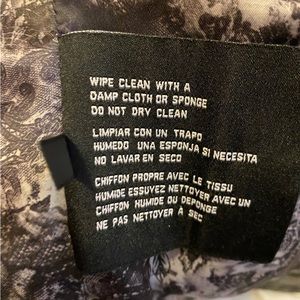 WIPE CLEAN WITH A
DAMP CLOTH OR SPONGE
DO NOT DRY CLEAN
LIMPIAR CON UN TRAPO
HUMEDO UNA ESPONJA SI NECESITA
NO LAVAR EN SECO
CHIFFON PROPRE AVEC LE TISSU
HUMIDE ESSUYEZ NETTOYER AVEC UN
CHIFFON HUMIDE OU DEPONGE
NE PAS NETTOYER À SEC